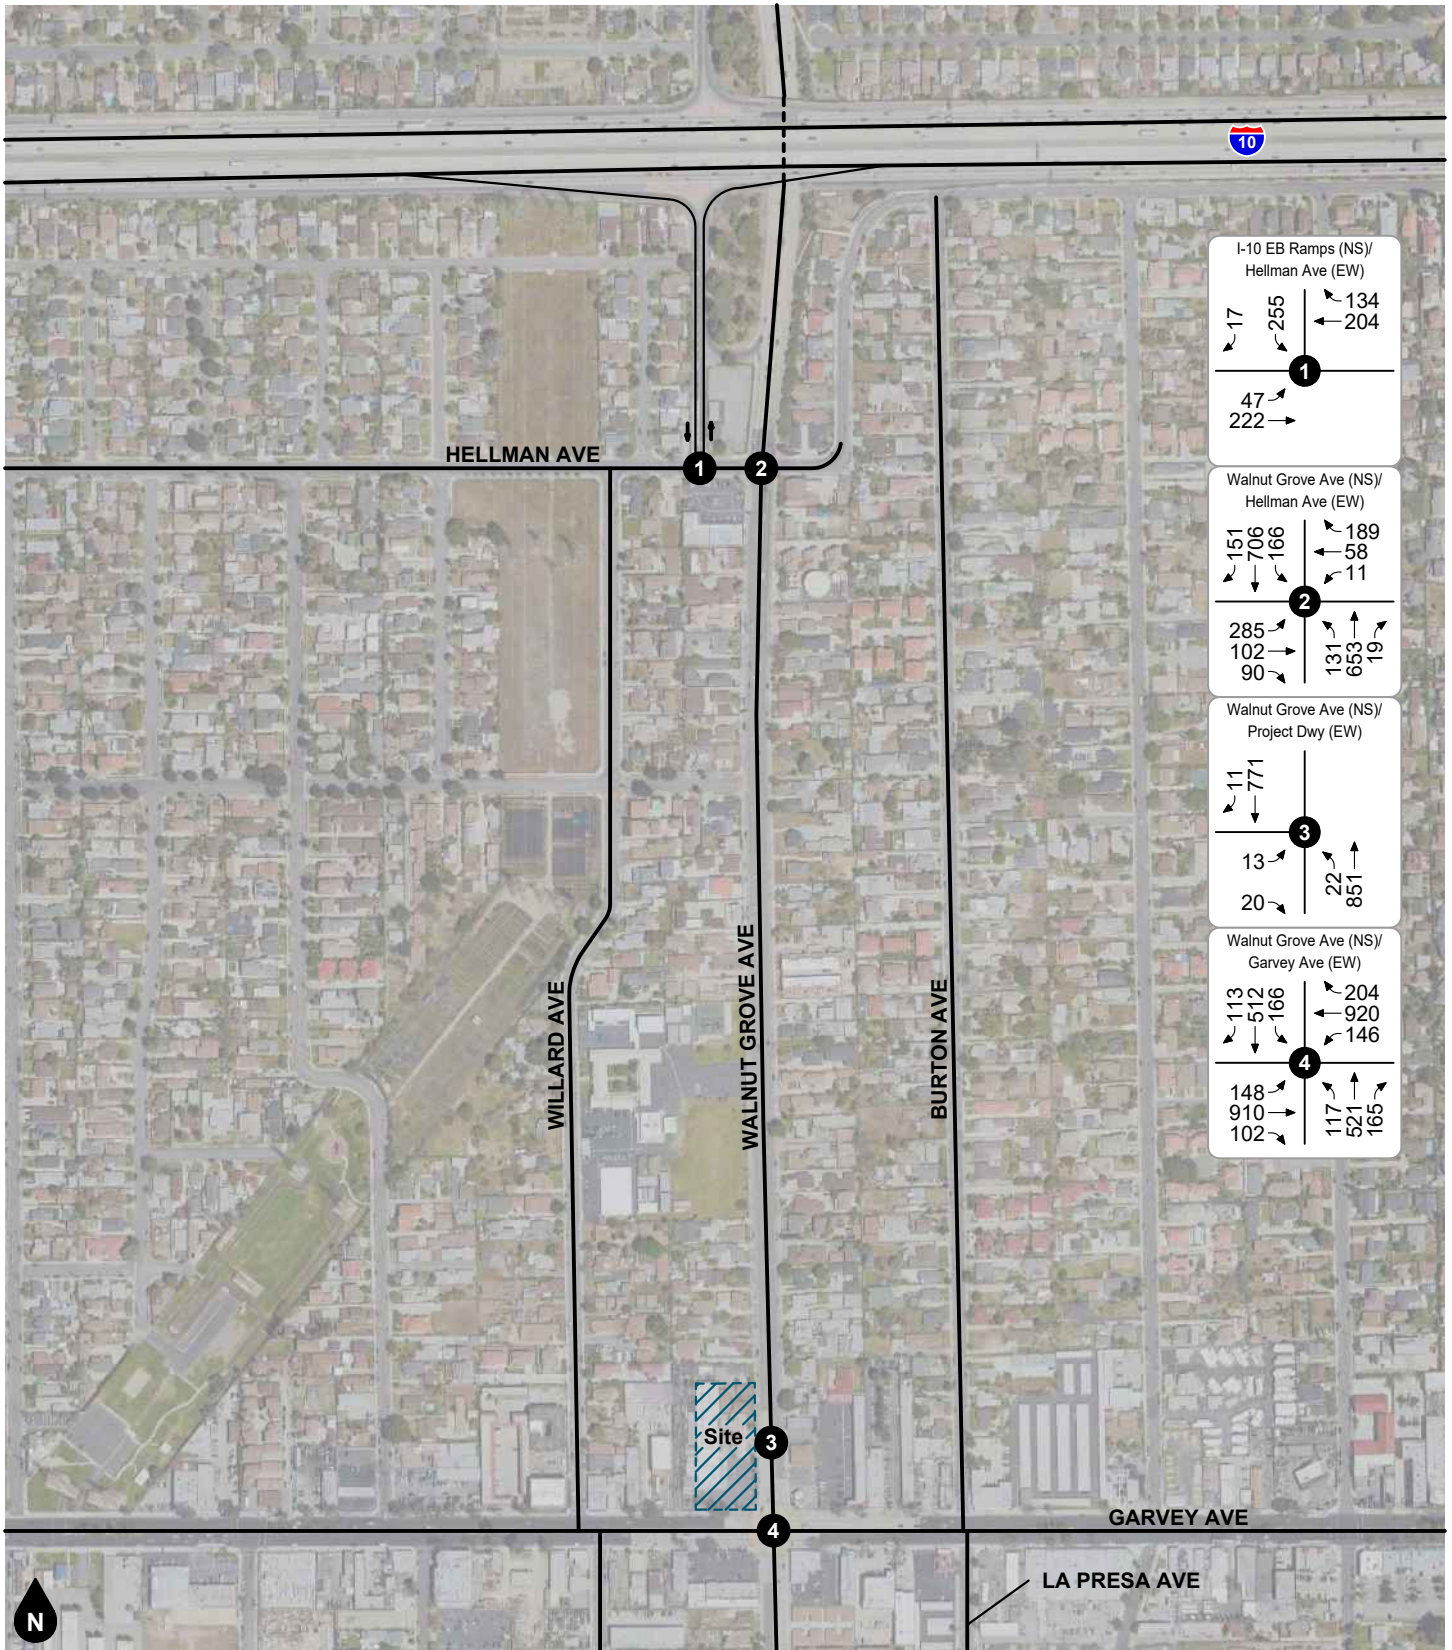 10
I-10 EB Ramps (NS)/
Hellman Ave (EW)
17
255
134
204
1
47
222
HELLMAN AVE
1
2
Walnut Grove Ave (NS)/
Hellman Ave (EW)
151
706
166
189
58
11
2
285
102
90
131
653
19
Walnut Grove Ave (NS)/
Project Dwy (EW)
11
771
3
13
20
22
851
WILLARD AVE
WALNUT GROVE AVE
BURTON AVE
Walnut Grove Ave (NS)/
Garvey Ave (EW)
113
512
166
204
920
146
4
148
910
102
117
521
165
Site
3
4
GARVEY AVE
LA PRESA AVE
N